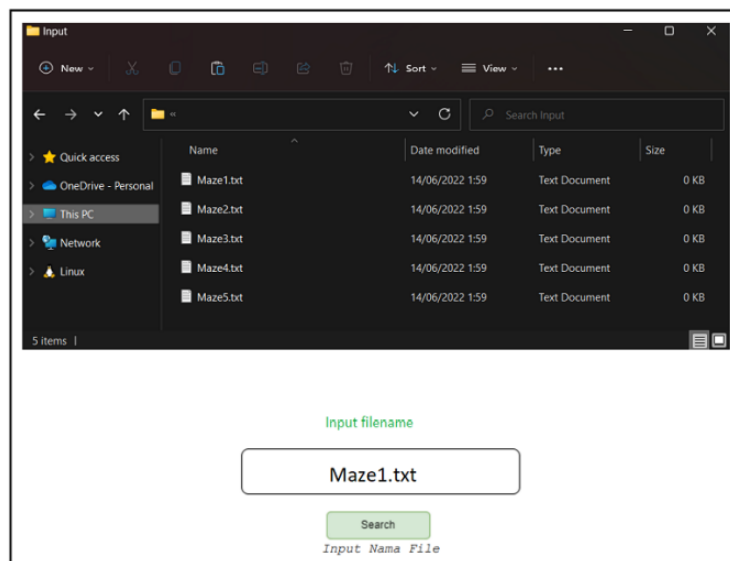 Input
New Sort View ...
« Search Input
Name Date modified Type Size
Quick access
OneDrive - Personal
This PC
Network
Linux
Maze1.txt 14/06/2022 1:59 Text Document 0 KB
Maze2.txt 14/06/2022 1:59 Text Document 0 KB
Maze3.txt 14/06/2022 1:59 Text Document 0 KB
Maze4.txt 14/06/2022 1:59 Text Document 0 KB
Maze5.txt 14/06/2022 1:59 Text Document 0 KB
5 items
Input filename
Maze1.txt
Search
Input Nama File